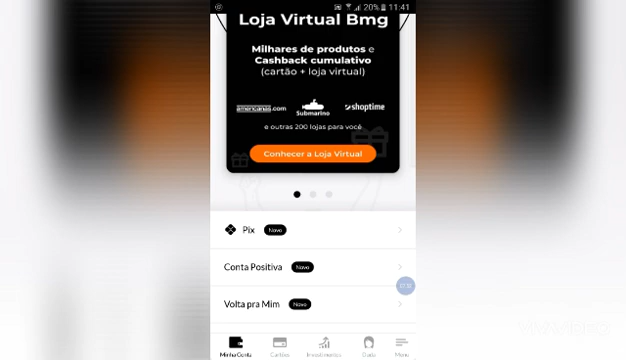 20% 11:41
Loja Virtual Bmg
Milhares de produtos e
Cashback cumulativo
(cartão + loja virtual)
americanas.com
Submarino
shoptime
e outras 200 lojas para você
Conhecer a Loja Virtual
Pix Novo
Conta Positiva Novo
Volta pra Mim Novo
Minha Conta Cartões Investimentos Menu